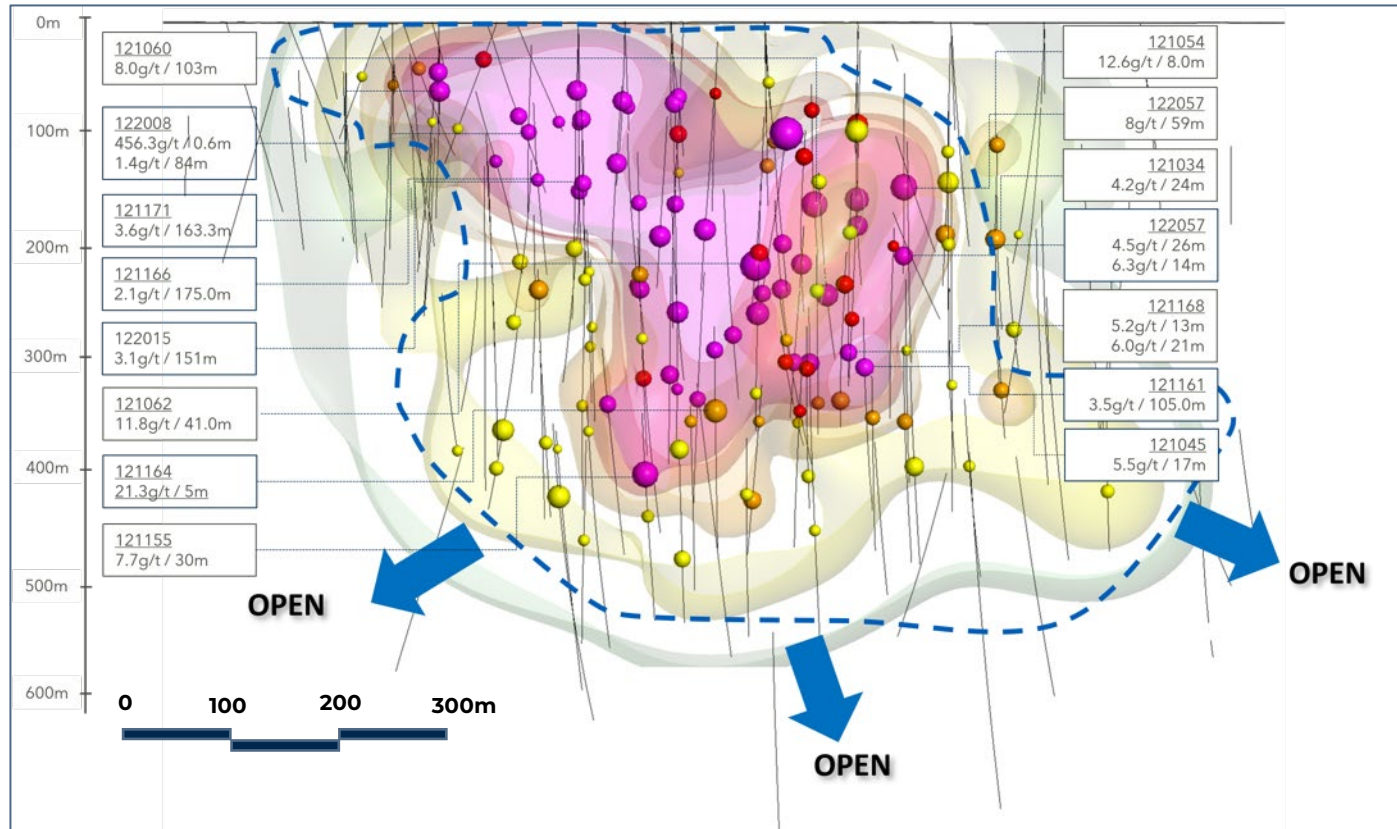 0m
100m
200m
300m
400m
500m
600m
121060
8.0g/t / 103m
122008
456.3g/t / 0.6m
1.4g/t / 84m
121171
3.6g/t / 163.3m
121166
2.1g/t / 175.0m
122015
3.1g/t / 151m
121062
11.8g/t / 41.0m
121164
21.3g/t / 5m
121155
7.7g/t / 30m
121054
12.6g/t / 8.0m
122057
8g/t / 59m
121034
4.2g/t / 24m
122057
4.5g/t / 26m
6.3g/t / 14m
121168
5.2g/t / 13m
6.0g/t / 21m
121161
3.5g/t / 105.0m
121045
5.5g/t / 17m
OPEN
OPEN
OPEN
0 100 200 300m